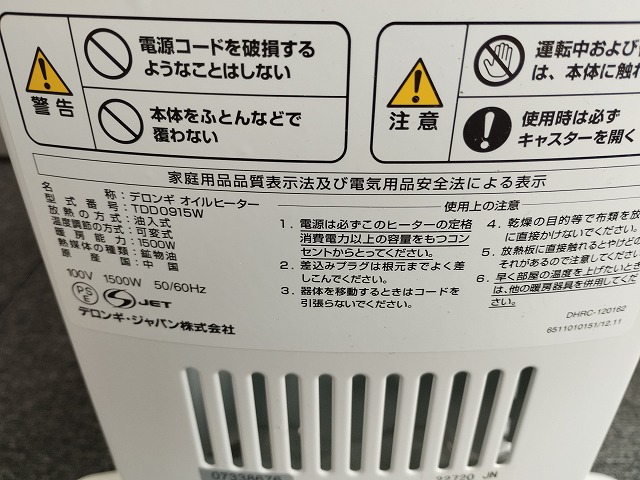 警告
電源コードを破損する
ようなことはしない
本体をふとんなどで
覆わない
注意
運転中および
は、本体に触れ
使用時は必ず
キャスターを開く
家庭用品品質表示法及び電気用品安全法による表示
名称:デロンギ オイルヒーター
型式番号:TDD0915W
放熱の方式:油入式
温度調節の方式:可変式
暖房能力:1500W
熱媒体の種類:鉱物油
原産国:中国
100V 1500W 50/60Hz
PSE JET
デロンギ・ジャパン株式会社
使用上の注意
1. 電源は必ずこのヒーターの定格
消費電力以上の容量をもつコン
セントからとってください。
2. 差込みプラグは根元までよく差
しこんでください。
3. 器体を移動するときはコードを
引張らないでください。
4. 乾燥の目的等で布類を放
に直接かけないでください。
5. 放熱板に直接触れるとやけど
それがあるので注意してください。
6. 早く部屋の温度を上げたいときに
は、他の暖房器具を併用してくだ
さい。
DHRC-120162
6511010151/12.11
07338676
22720 JN